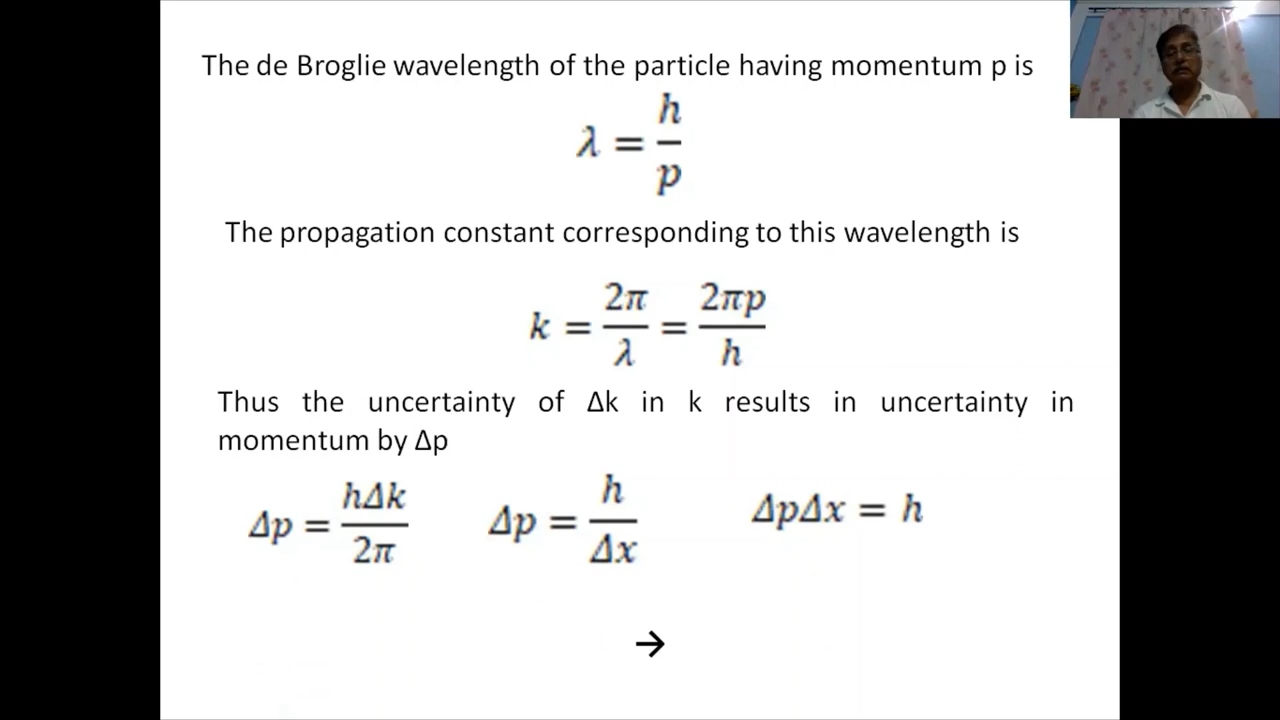 The de Broglie wavelength of the particle having momentum p is
λ = h/p
The propagation constant corresponding to this wavelength is
k = 2π/λ = 2πp/h
Thus the uncertainty of Δk in k results in uncertainty in
momentum by Δp
Δp = hΔk/2π Δp = h/Δx ΔpΔx = h
→